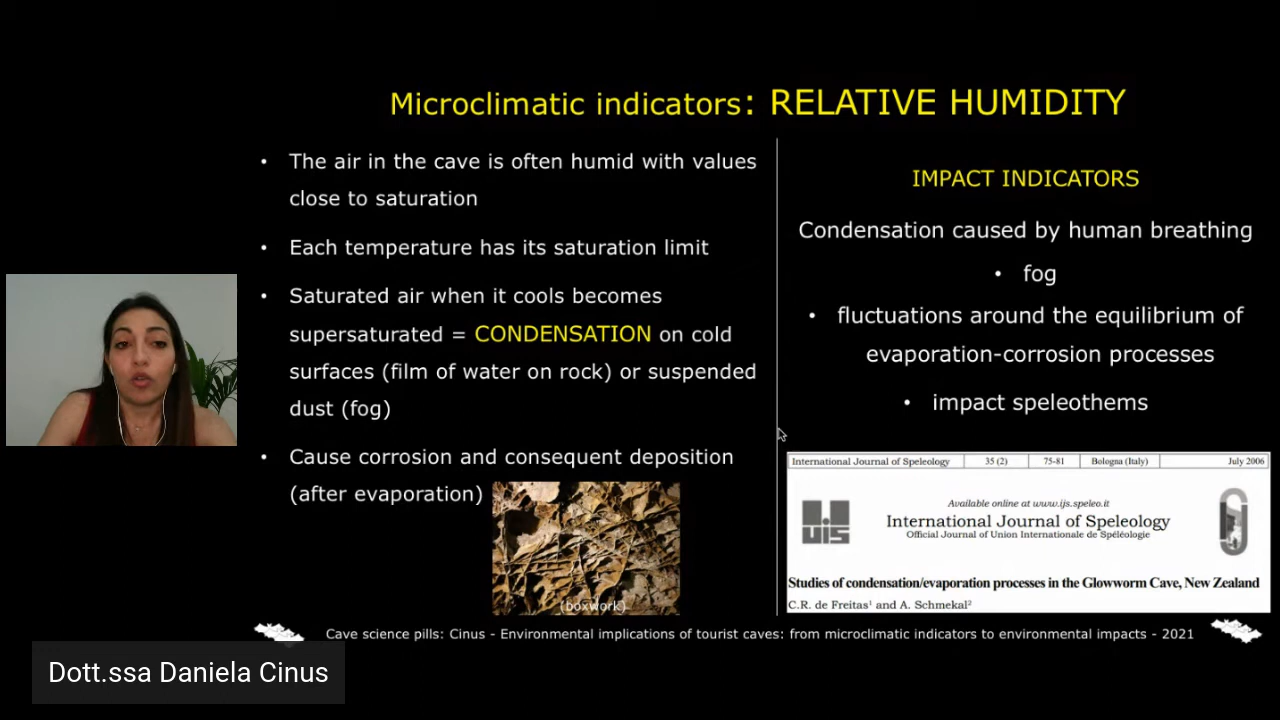 Microclimatic indicators: RELATIVE HUMIDITY
• The air in the cave is often humid with values
close to saturation
• Each temperature has its saturation limit
• Saturated air when it cools becomes
supersaturated = CONDENSATION on cold
surfaces (film of water on rock) or suspended
dust (fog)
• Cause corrosion and consequent deposition
(after evaporation)
(boxwork)
IMPACT INDICATORS
Condensation caused by human breathing
• fog
• fluctuations around the equilibrium of
evaporation-corrosion processes
• impact speleothems
International Journal of Speleology 35 (2) 75-81 Bologna (Italy) July 2006
Available online at www.ijs.speleo.it
International Journal of Speleology
Official Journal of Union Internationale de Spéléologie
UIS
Studies of condensation/evaporation processes in the Glowworm Cave, New Zealand
C.R. de Freitas¹ and A. Schmekal²
Cave science pills: Cinus - Environmental implications of tourist caves: from microclimatic indicators to environmental impacts - 2021
Dott.ssa Daniela Cinus